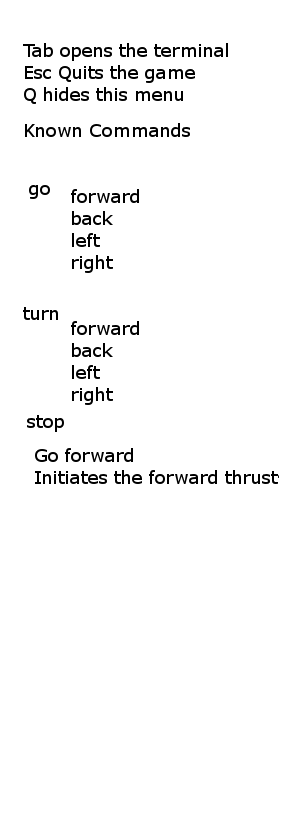 Tab opens the terminal
Esc Quits the game
Q hides this menu
Known Commands
go
forward
back
left
right
turn
forward
back
left
right
stop
Go forward
Initiates the forward thrust